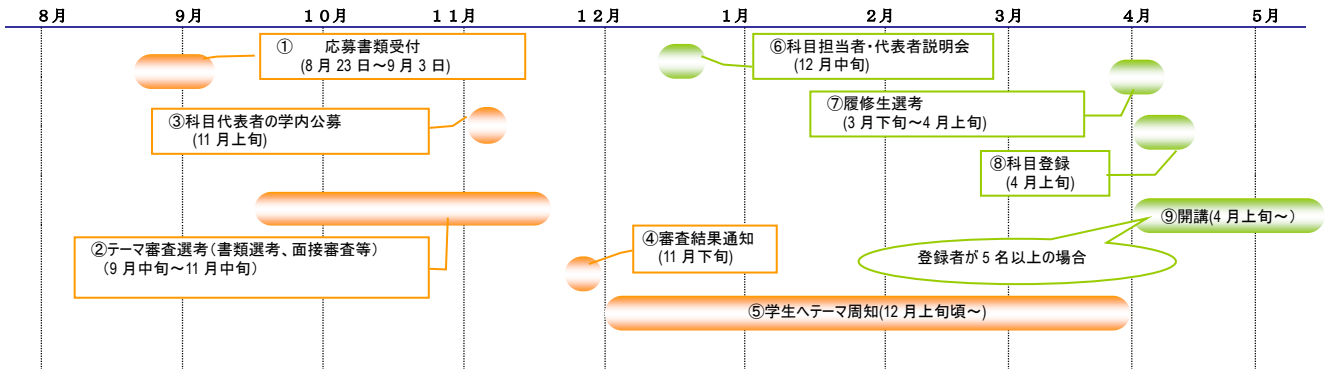 8月 9月 10月 11月 12月 1月 2月 3月 4月 5月
① 応募書類受付
(8月23日～9月3日)
③科目代表者の学内公募
(11月上旬)
②テーマ審査選考(書類選考、面接審査等)
(9月中旬～11月中旬)
④審査結果通知
(11月下旬)
⑤学生へテーマ周知(12月上旬頃～)
⑥科目担当者・代表者説明会
(12月中旬)
⑦履修生選考
(3月下旬～4月上旬)
⑧科目登録
(4月上旬)
⑨開講(4月上旬～)
登録者が5名以上の場合